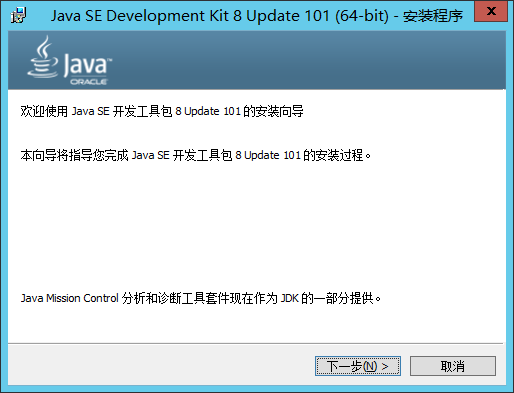 Java SE Development Kit 8 Update 101 (64-bit) - 安装程序
x
Java
ORACLE
欢迎使用 Java SE 开发工具包 8 Update 101 的安装向导
本向导将指导您完成 Java SE 开发工具包 8 Update 101 的安装过程。
Java Mission Control 分析和诊断工具套件现在作为 JDK 的一部分提供。
下一步(N) >
取消